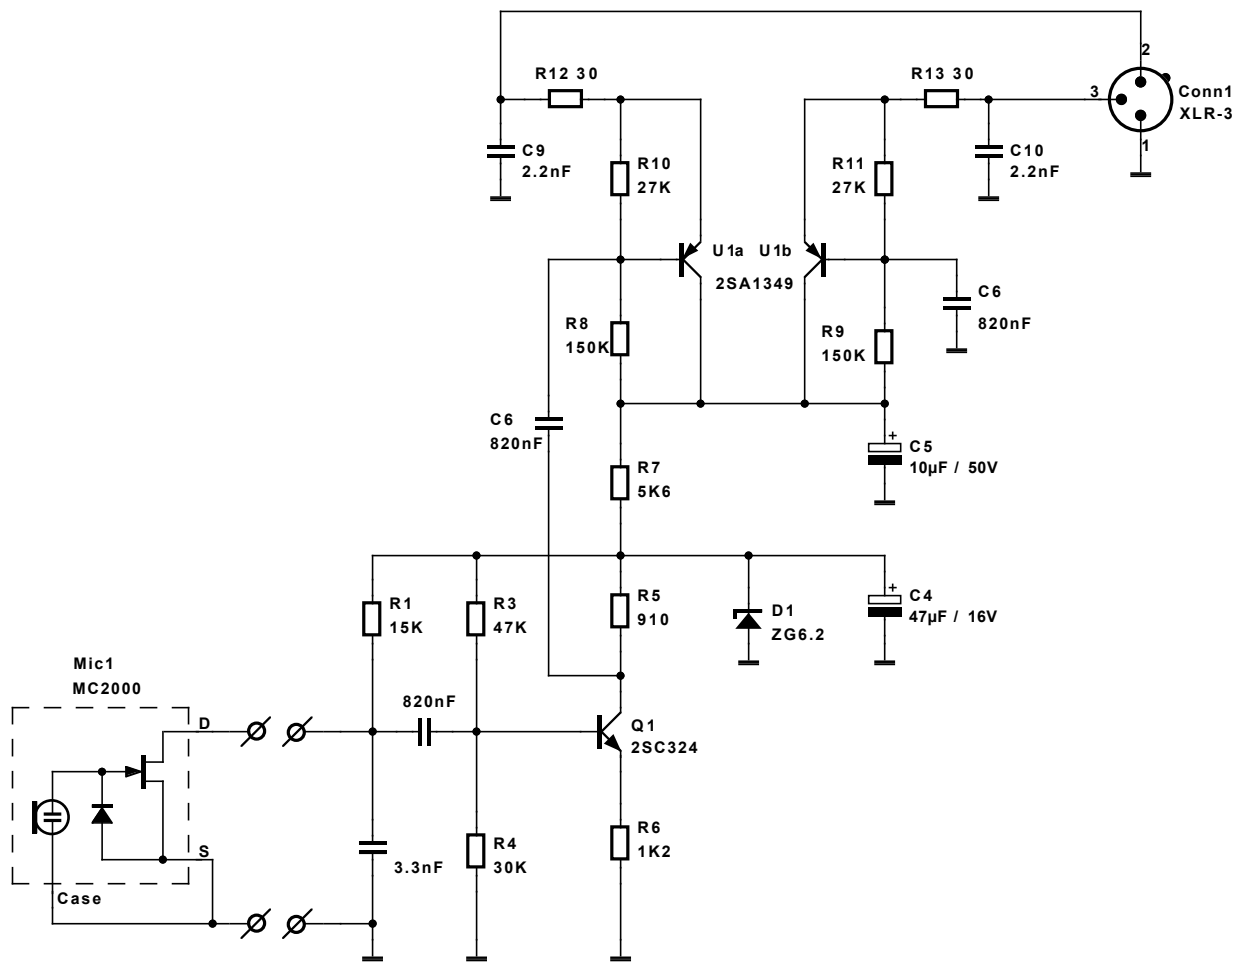 2
R12 30
R13 30
3
Conn1
XLR-3
1
C9
2.2nF
R10
27K
R11
27K
C10
2.2nF
U1a
U1b
2SA1349
C6
820nF
R8
150K
R9
150K
C6
820nF
+
C5
10µF / 50V
R7
5K6
R1
15K
R3
47K
R5
910
D1
ZG6.2
+
C4
47µF / 16V
Mic1
MC2000
D
820nF
Q1
2SC324
S
3.3nF
R4
30K
R6
1K2
Case